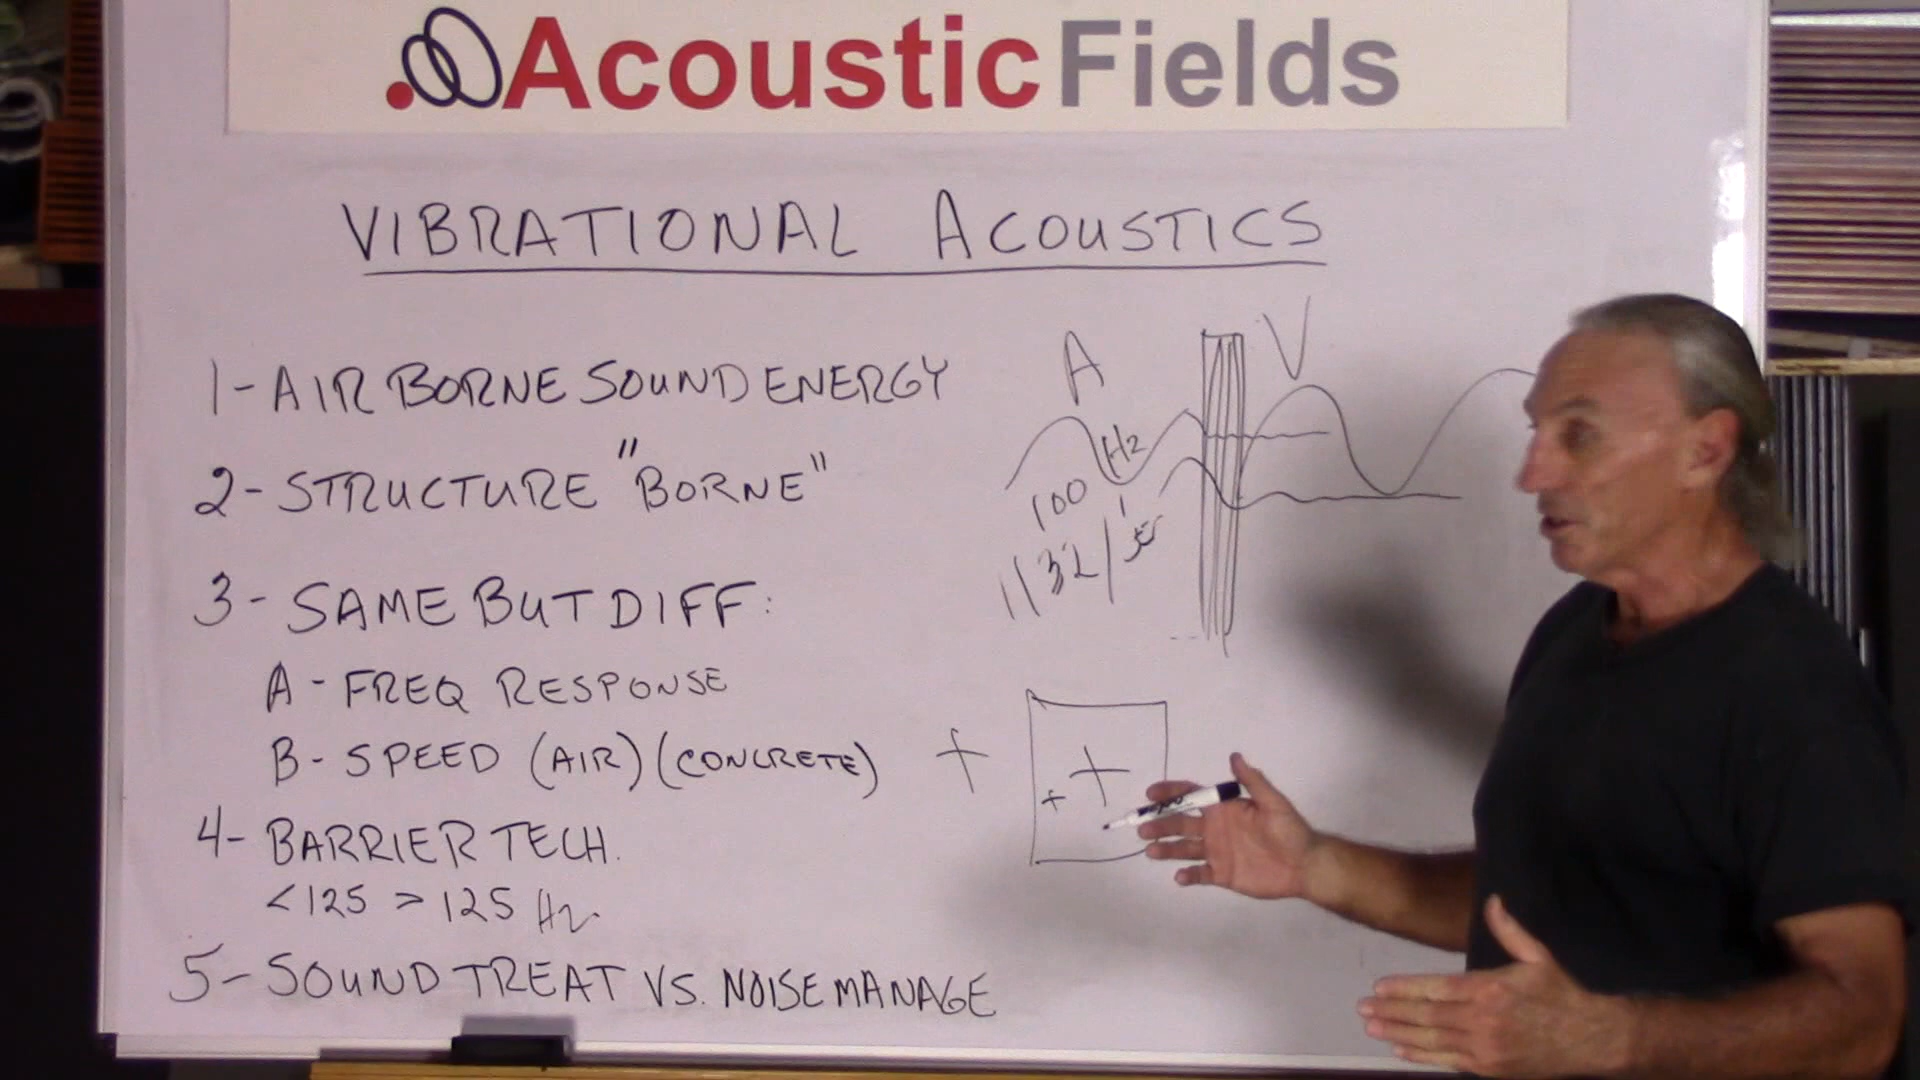 AcousticFields
VIBRATIONAL ACOUSTICS
1-AIR BORNE SOUND ENERGY
2-STRUCTURE "BORNE"
3-SAME BUT DIFF:
A-FREQ RESPONSE
B-SPEED (AIR) (CONCRETE)
4-BARRIER TECH.
<125 >125 Hz
5-SOUND TREAT VS. NOISE MANAGE
A
V
100 Hz
1132/
+
+ +